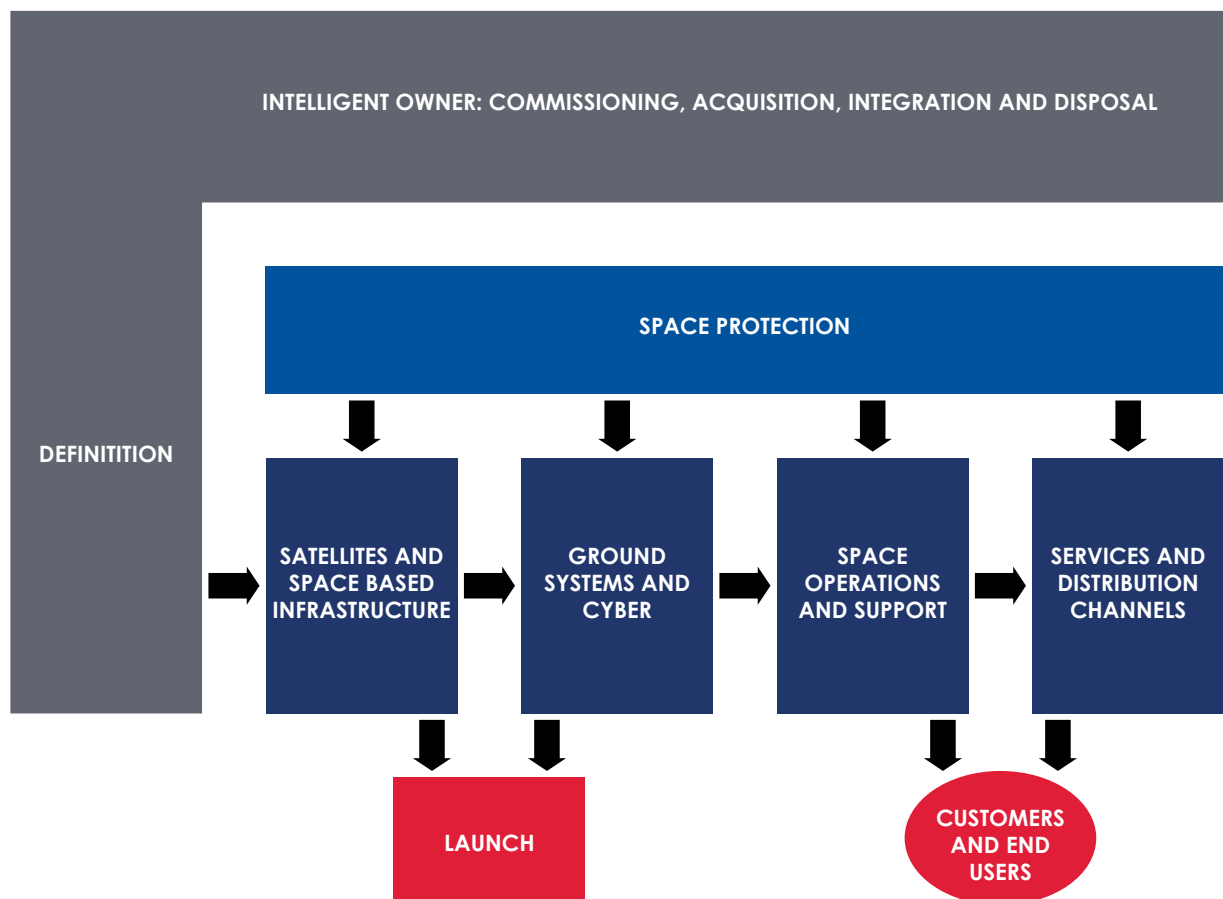 INTELLIGENT OWNER: COMMISSIONING, ACQUISITION, INTEGRATION AND DISPOSAL
SPACE PROTECTION
DEFINITITION
SATELLITES AND
SPACE BASED
INFRASTRUCTURE
GROUND
SYSTEMS AND
CYBER
SPACE
OPERATIONS
AND SUPPORT
SERVICES AND
DISTRIBUTION
CHANNELS
LAUNCH
CUSTOMERS
AND END
USERS